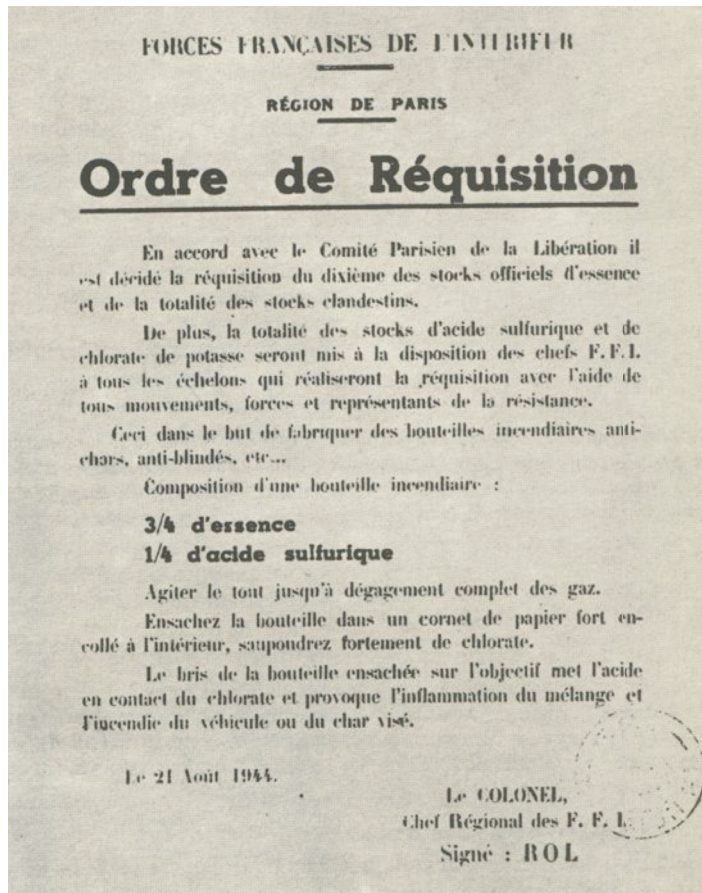 FORCES FRANÇAISES DE L'INTÉRIEUR
RÉGION DE PARIS
Ordre de Réquisition
En accord avec le Comité Parisien de la Libération il
est décidé la réquisition du dixième des stocks officiels d'essence
et de la totalité des stocks clandestins.
De plus, la totalité des stocks d'acide sulfurique et de
chlorate de potasse seront mis à la disposition des chefs F. F. I.
à tous les échelons qui réaliseront la réquisition avec l'aide de
tous mouvements, forces et représentants de la résistance.
Ceci dans le but de fabriquer des bouteilles incendiaires anti-
chars, anti-blindés, etc...
Composition d'une bouteille incendiaire :
3/4 d'essence
1/4 d'acide sulfurique
Agiter le tout jusqu'à dégagement complet des gaz.
Ensachez la bouteille dans un cornet de papier fort en-
collé à l'intérieur, saupondrez fortement de chlorate.
Le bris de la bouteille ensachée sur l'objectif met l'acide
en contact du chlorate et provoque l'inflammation du mélange et
l'incendie du véhicule ou du char visé.
Le 21 Août 1944.
Le COLONEL,
Chef Régional des F. F. I.
Signé : ROL